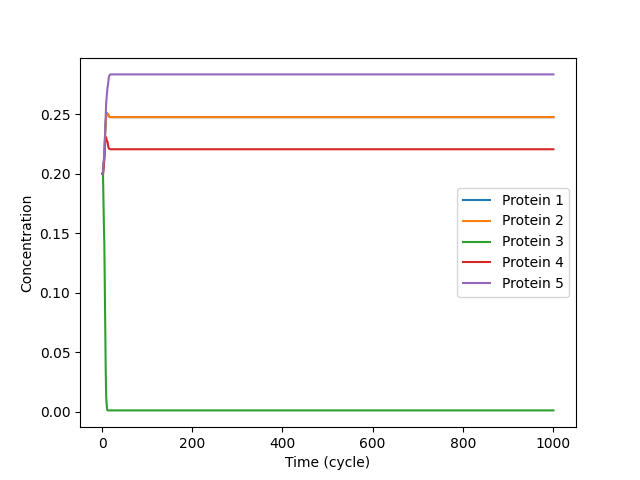 0.25
0.20
0.15
0.10
0.05
0.00
Concentration
Protein 1
Protein 2
Protein 3
Protein 4
Protein 5
0 200 400 600 800 1000
Time (cycle)